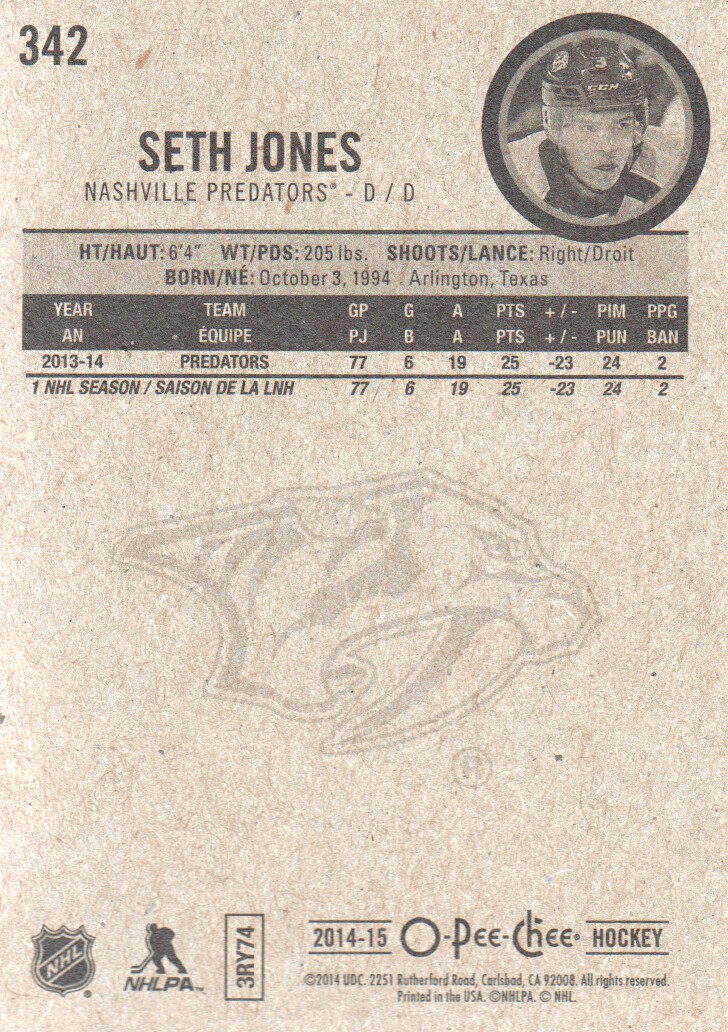 342
3
CCM
SETH JONES
NASHVILLE PREDATORS® - D / D
HT/HAUT: 6'4" WT/PDS: 205 lbs. SHOOTS/LANCE: Right/Droit
BORN/NÉ: October 3, 1994 Arlington, Texas
YEAR TEAM GP G A PTS + / - PIM PPG
AN ÉQUIPE PJ B A PTS + / - PUN BAN
2013-14 PREDATORS 77 6 19 25 -23 24 2
1 NHL SEASON / SAISON DE LA LNH 77 6 19 25 -23 24 2
®
NHL ®
NHLPA™
3RY74
2014-15 O-Pee-Chee® HOCKEY
©2014 UDC. 2251 Rutherford Road, Carlsbad, CA 92008. All rights reserved.
Printed in the USA. ©NHLPA. © NHL.